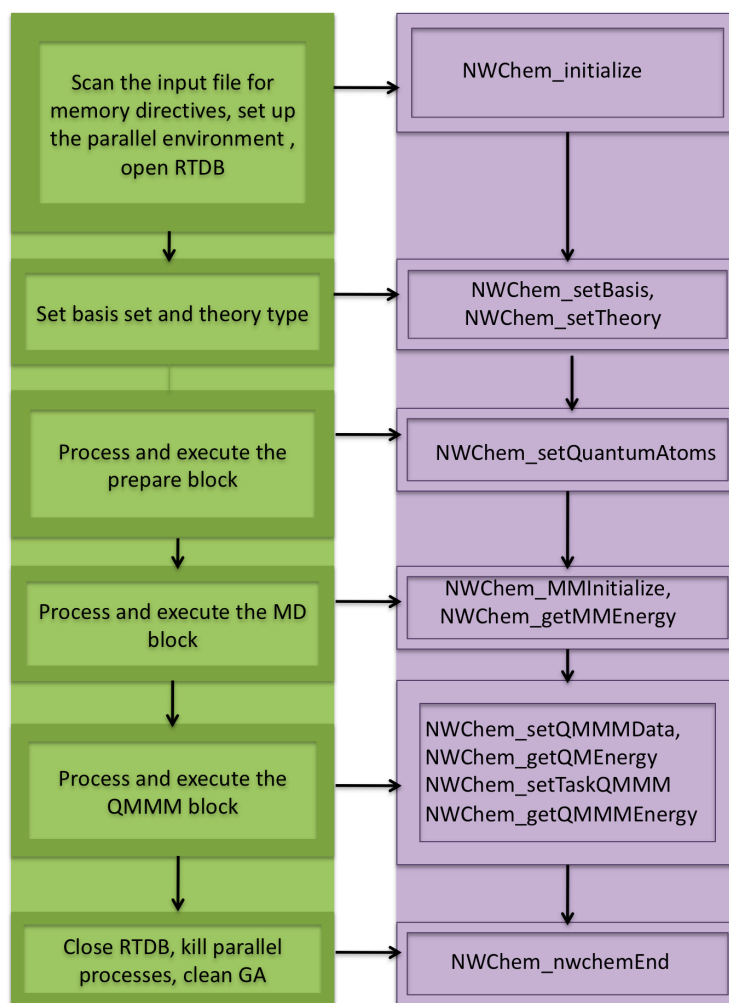 Scan the input file for
memory directives, set up
the parallel environment ,
open RTDB
NWChem_initialize
Set basis set and theory type
NWChem_setBasis,
NWChem_setTheory
Process and execute the
prepare block
NWChem_setQuantumAtoms
Process and execute the MD
block
NWChem_MMInitialize,
NWChem_getMMEnergy
Process and execute the
QMMM block
NWChem_setQMMMData,
NWChem_getQMEnergy
NWChem_setTaskQMMM
NWChem_getQMMMEnergy
Close RTDB, kill parallel
processes, clean GA
NWChem_nwchemEnd